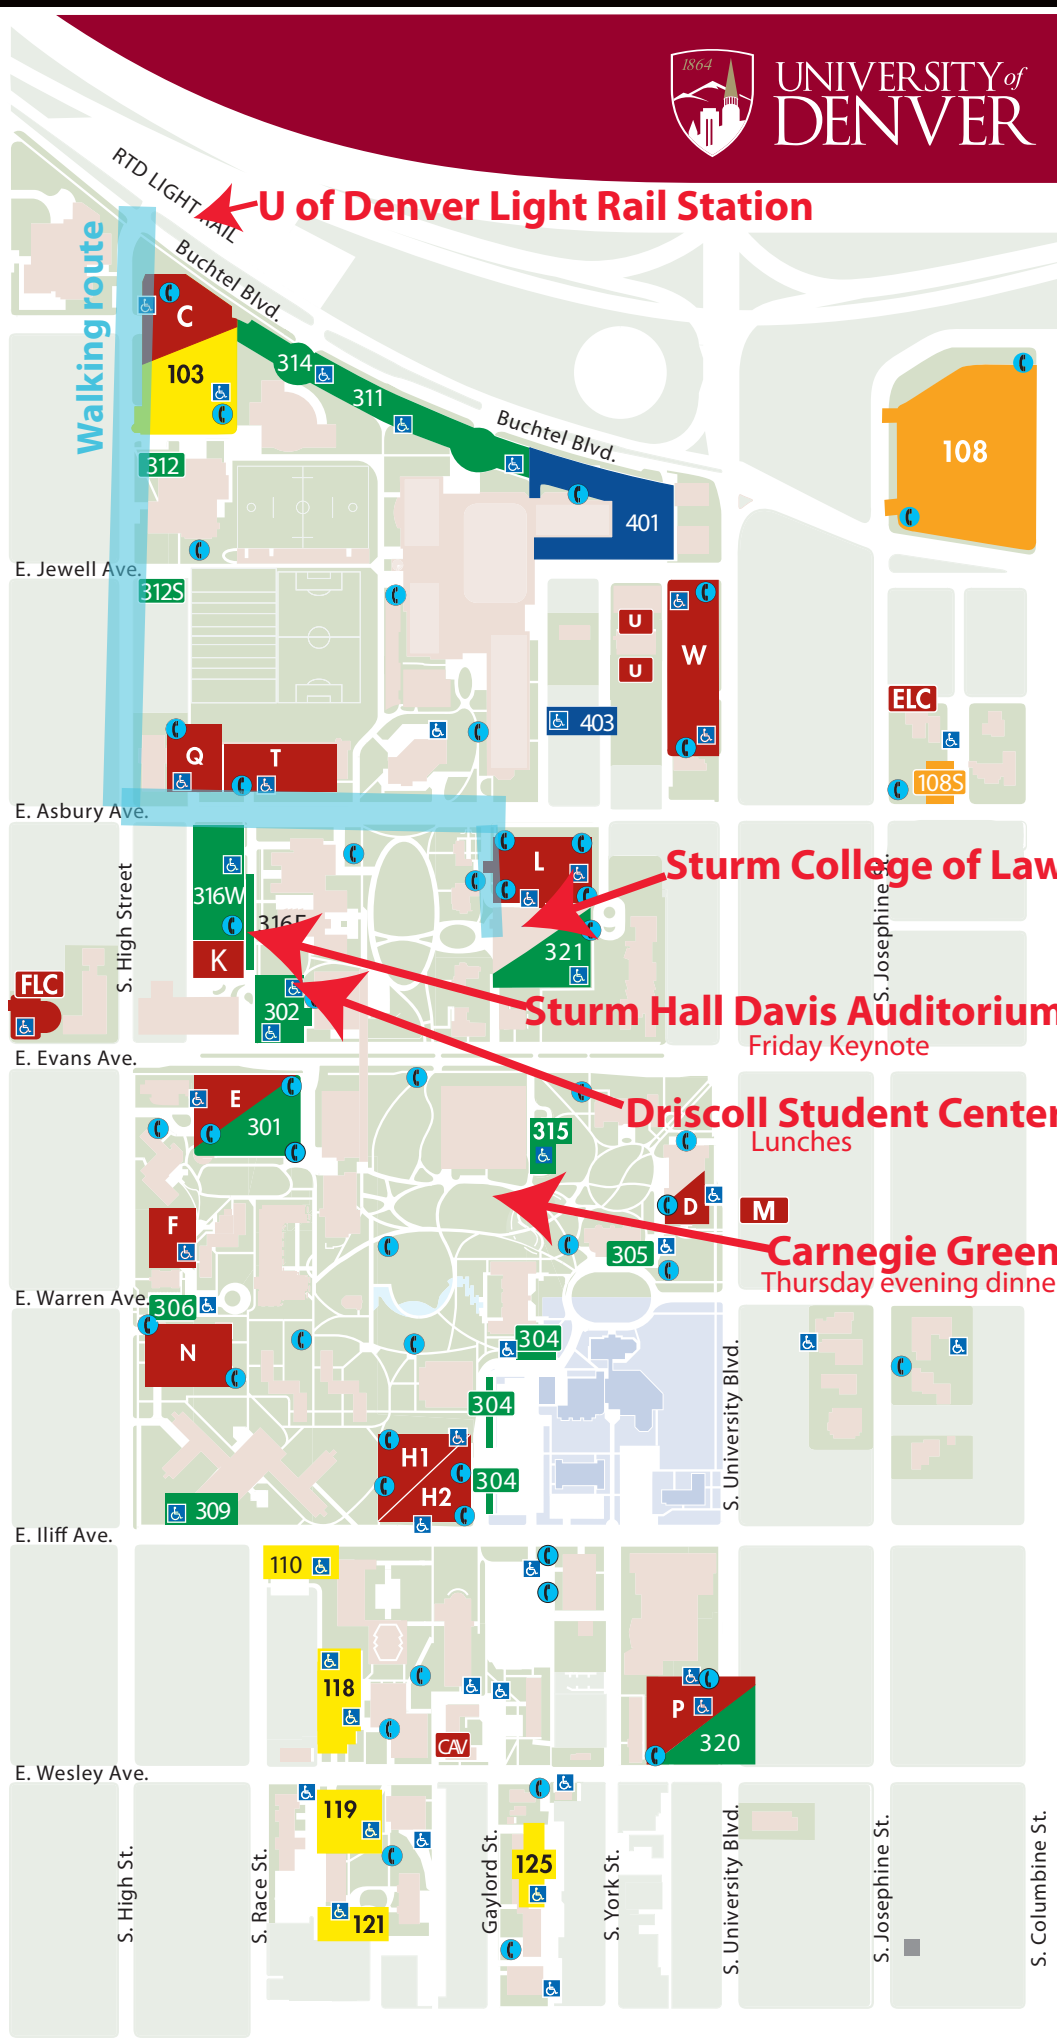 1864
UNIVERSITY of
DENVER
RTD LIGHT RAIL
U of Denver Light Rail Station
Buchtel Blvd.
Walking route
C
103
314
311
Buchtel Blvd.
108
312
401
E. Jewell Ave.
312S
U
U
W
ELC
403
Q
T
108S
E. Asbury Ave.
L
Sturm College of Law
316W
316E
321
S. High Street
S. Josephine St.
K
FLC
302
Sturm Hall Davis Auditorium
Friday Keynote
E. Evans Ave.
E
301
315
Driscoll Student Center
Lunches
D
M
F
305
Carnegie Green
Thursday evening dinne
E. Warren Ave.
306
N
304
304
S. University Blvd.
H1
H2
304
309
E. Iliff Ave.
110
118
P
320
CAV
E. Wesley Ave.
119
125
121
S. High St.
S. Race St.
Gaylord St.
S. York St.
S. University Blvd.
S. Josephine St.
S. Columbine St.